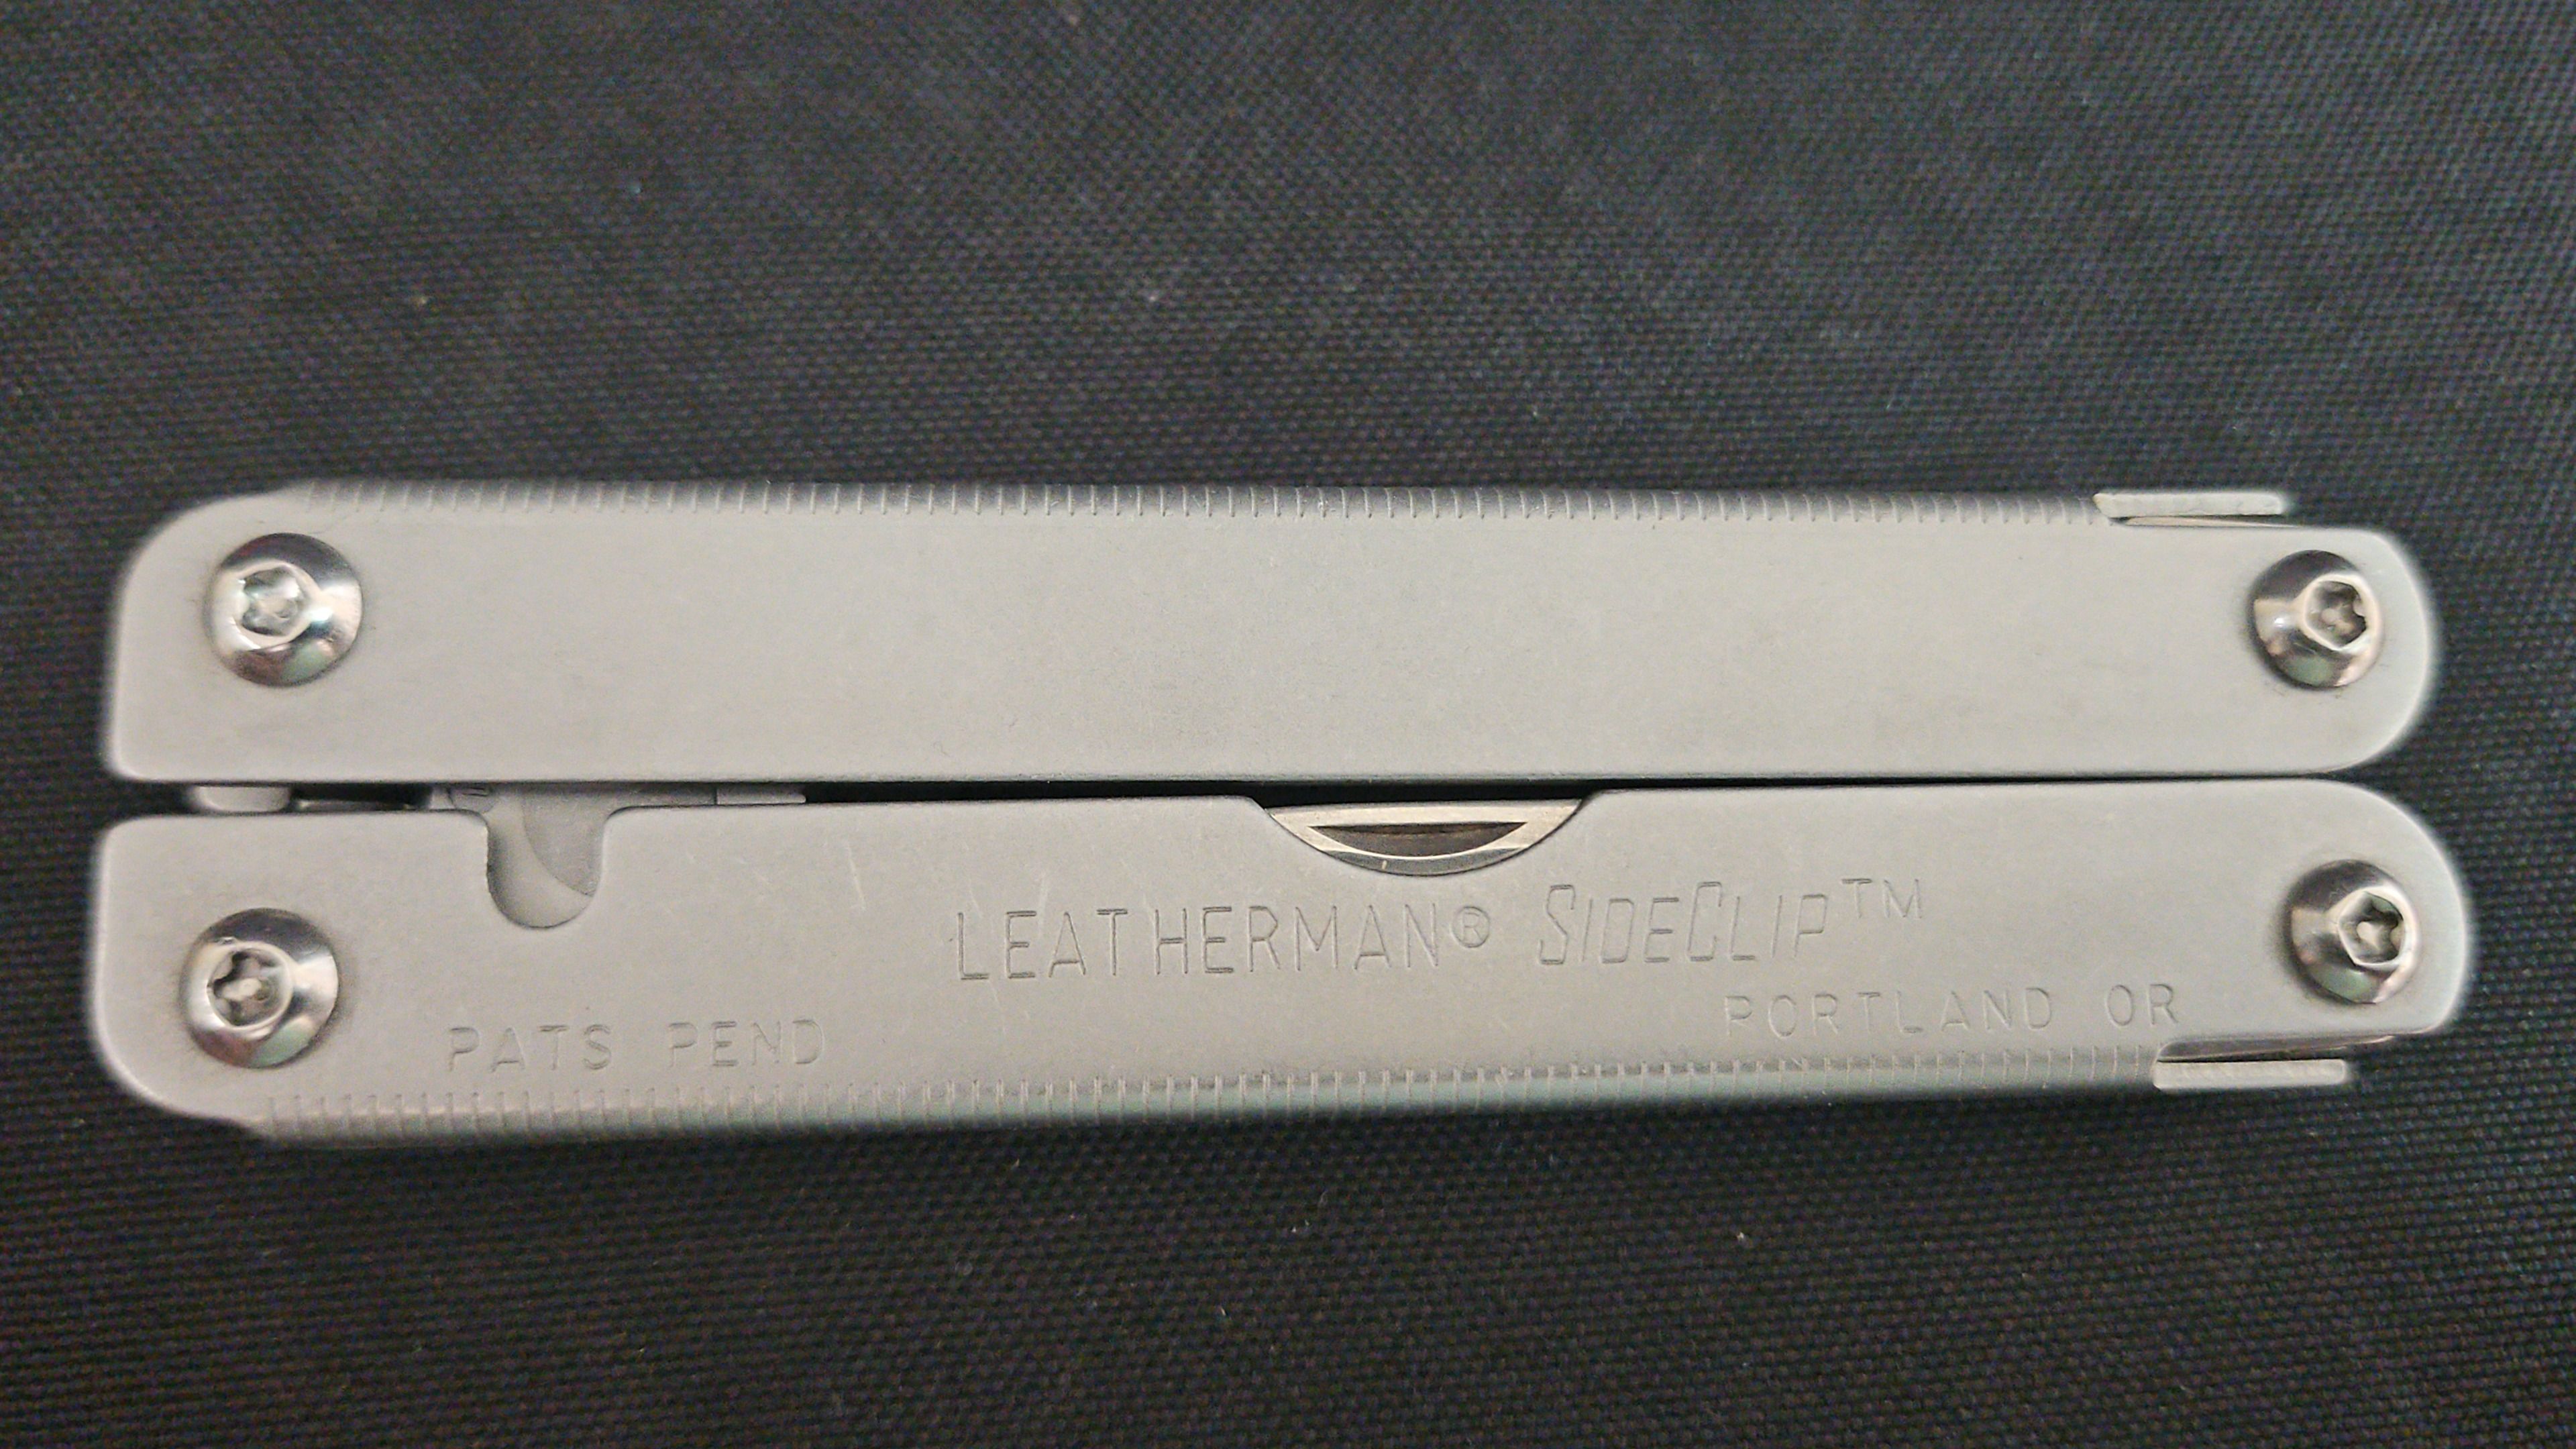 LEATHERMAN® SIDECLIP™
PORTLAND OR
PATS PEND